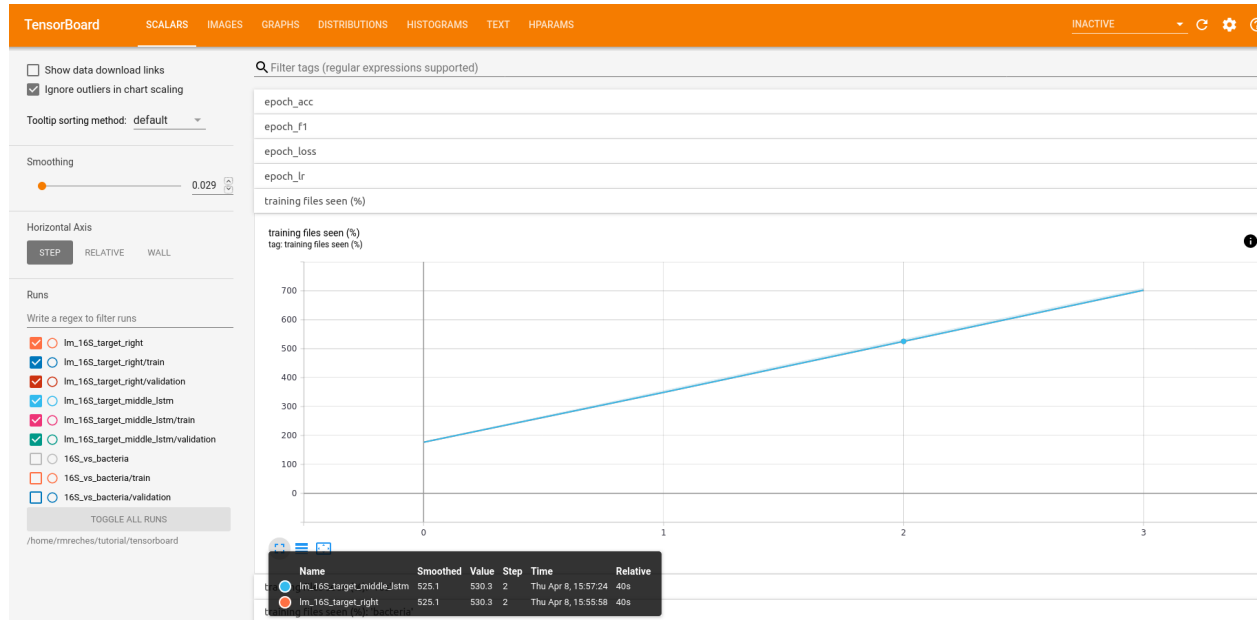 TensorBoard SCALARS IMAGES GRAPHS DISTRIBUTIONS HISTOGRAMS TEXT HPARAMS INACTIVE
Show data download links
Ignore outliers in chart scaling
Tooltip sorting method: default
Smoothing
0.029
Horizontal Axis
STEP RELATIVE WALL
Runs
Write a regex to filter runs
lm_16S_target_right
lm_16S_target_right/train
lm_16S_target_right/validation
lm_16S_target_middle_lstm
lm_16S_target_middle_lstm/train
lm_16S_target_middle_lstm/validation
16S_vs_bacteria
16S_vs_bacteria/train
16S_vs_bacteria/validation
TOGGLE ALL RUNS
/home/rmreches/tutorial/tensorboard
Filter tags (regular expressions supported)
epoch_acc
epoch_f1
epoch_loss
epoch_lr
training files seen (%)
training files seen (%)
tag: training files seen (%)
700
600
500
400
300
200
100
0
0 1 2 3
Name Smoothed Value Step Time Relative
lm_16S_target_middle_lstm 525.1 530.3 2 Thu Apr 8, 15:57:24 40s
lm_16S_target_right 525.1 530.3 2 Thu Apr 8, 15:55:58 40s
training files seen (%): 'bacteria'